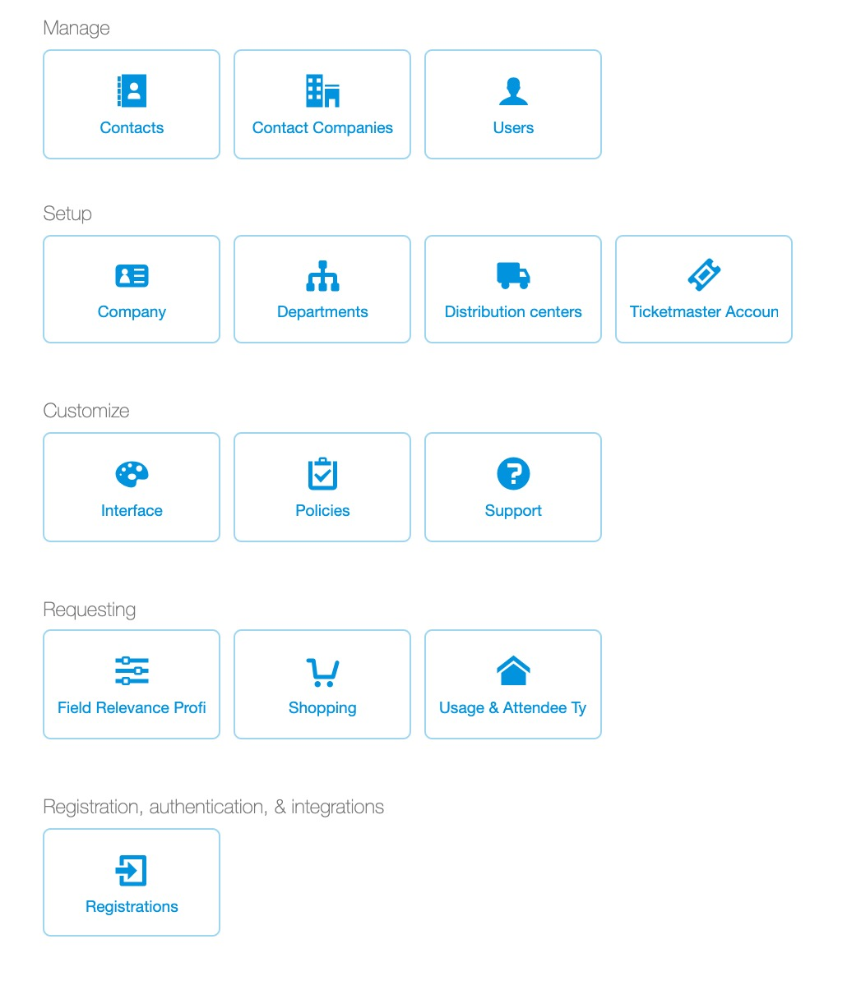 Manage
Contacts
Contact Companies
Users
Setup
Company
Departments
Distribution centers
Ticketmaster Accoun
Customize
Interface
Policies
Support
Requesting
Field Relevance Profi
Shopping
Usage & Attendee Ty
Registration, authentication, & integrations
Registrations